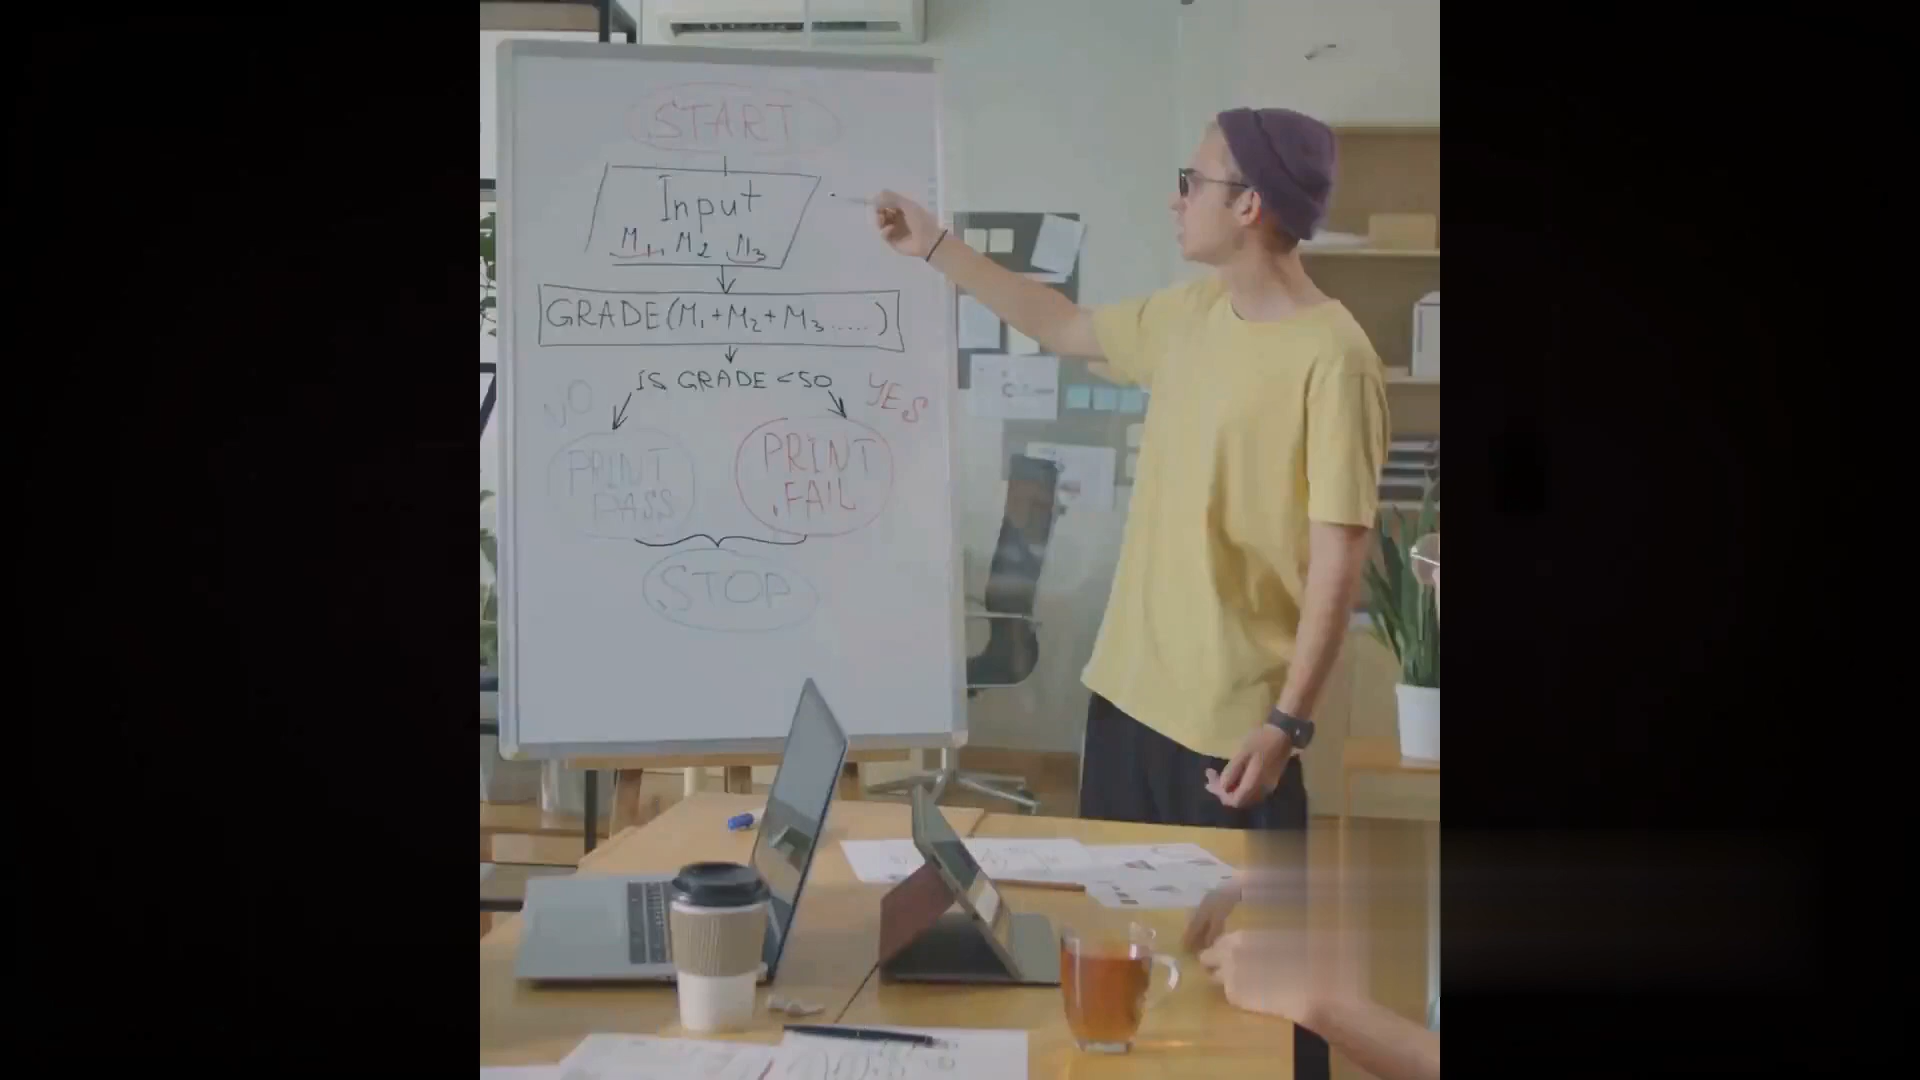 START
Input
M1, M2 M3
GRADE(M1+M2+M3.....)
IS GRADE <50
NO
YES
PRINT
PASS
PRINT
FAIL
STOP